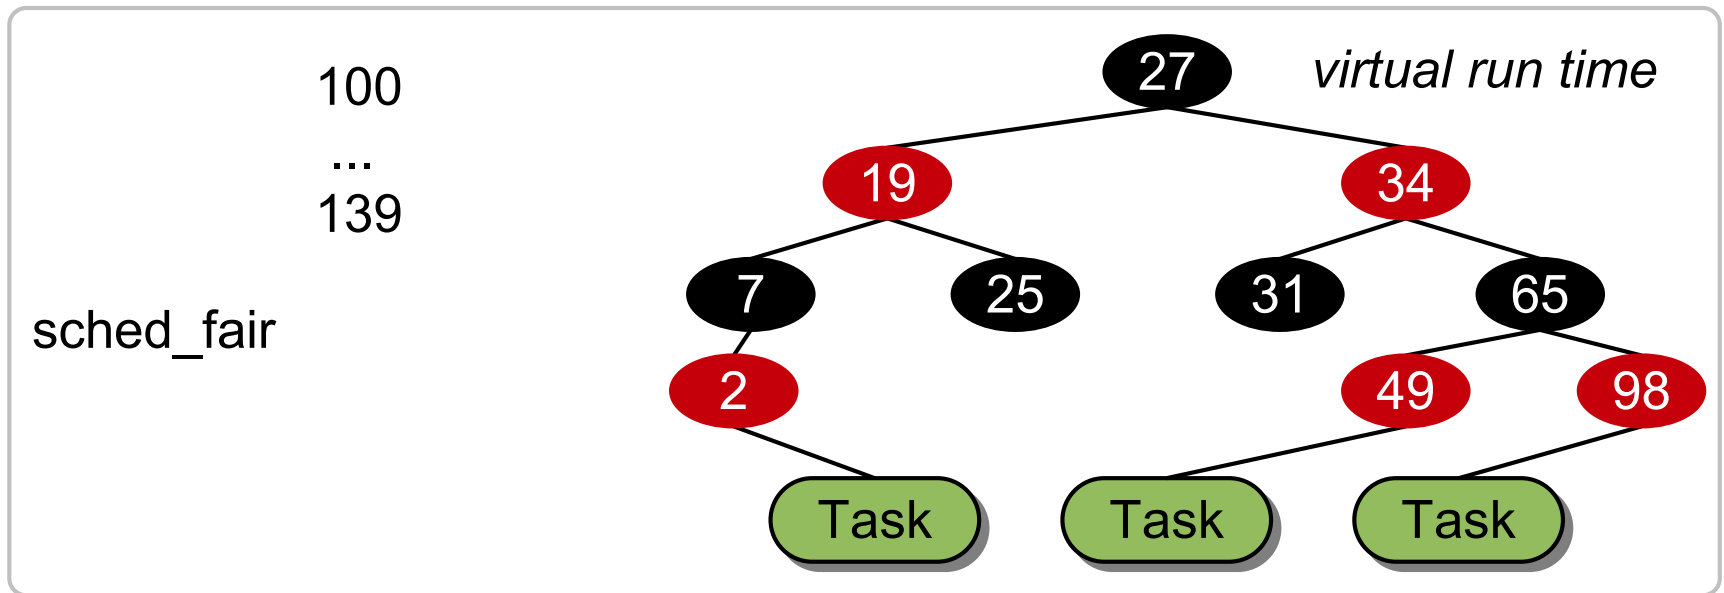 100
...
139
sched_fair
virtual run time
27
19
34
7
25
31
65
2
49
98
Task
Task
Task